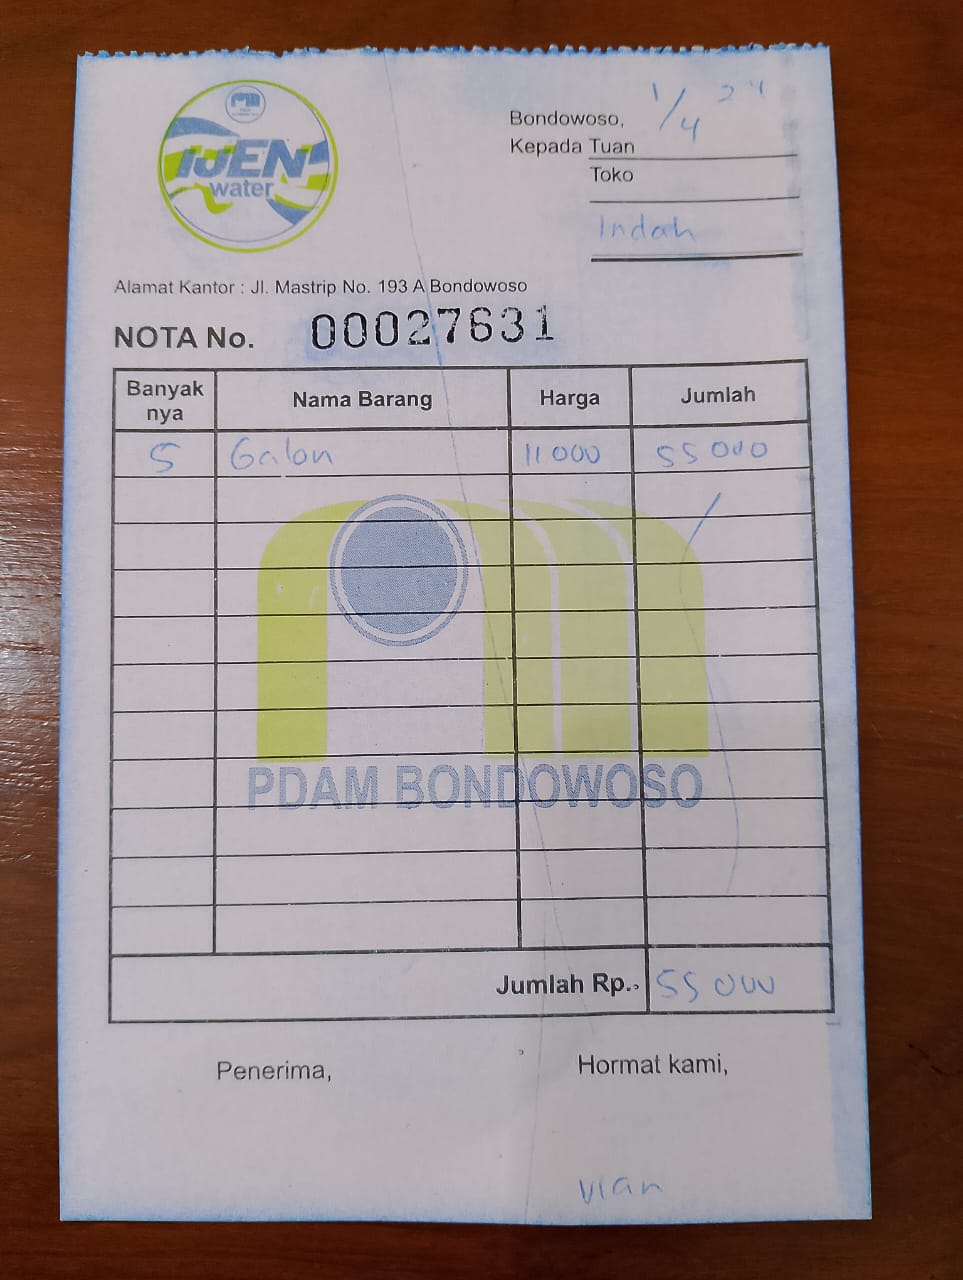 IJEN
water
Bondowoso, 1/4 24
Kepada Tuan
Toko
Indah
Alamat Kantor : Jl. Mastrip No. 193 A Bondowoso
NOTA No. 00027631
Banyak nya Nama Barang Harga Jumlah
5 Galon 11 000 55 000
PDAM BONDOWOSO
Jumlah Rp. 55 000
Penerima, Hormat kami,
Vian